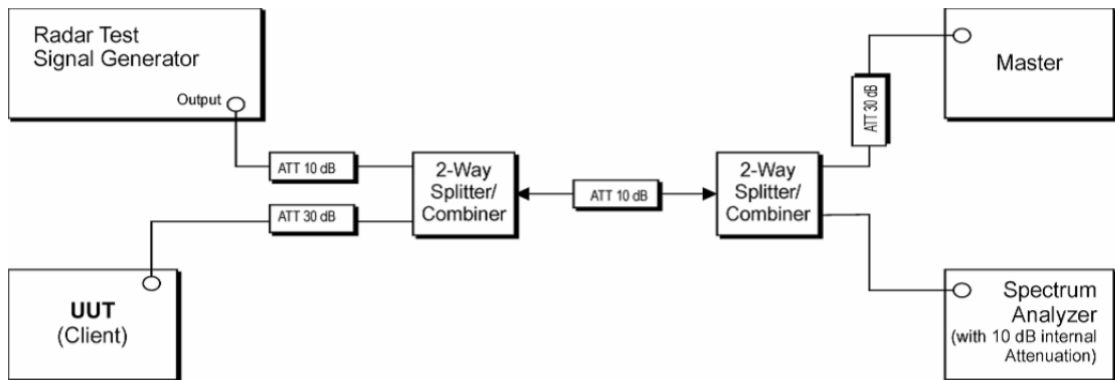 Radar Test
Signal Generator
Output
ATT 10 dB
ATT 30 dB
UUT
(Client)
2-Way
Splitter/
Combiner
ATT 10 dB
2-Way
Splitter/
Combiner
ATT 30 dB
Master
Spectrum
Analyzer
(with 10 dB internal
Attenuation)